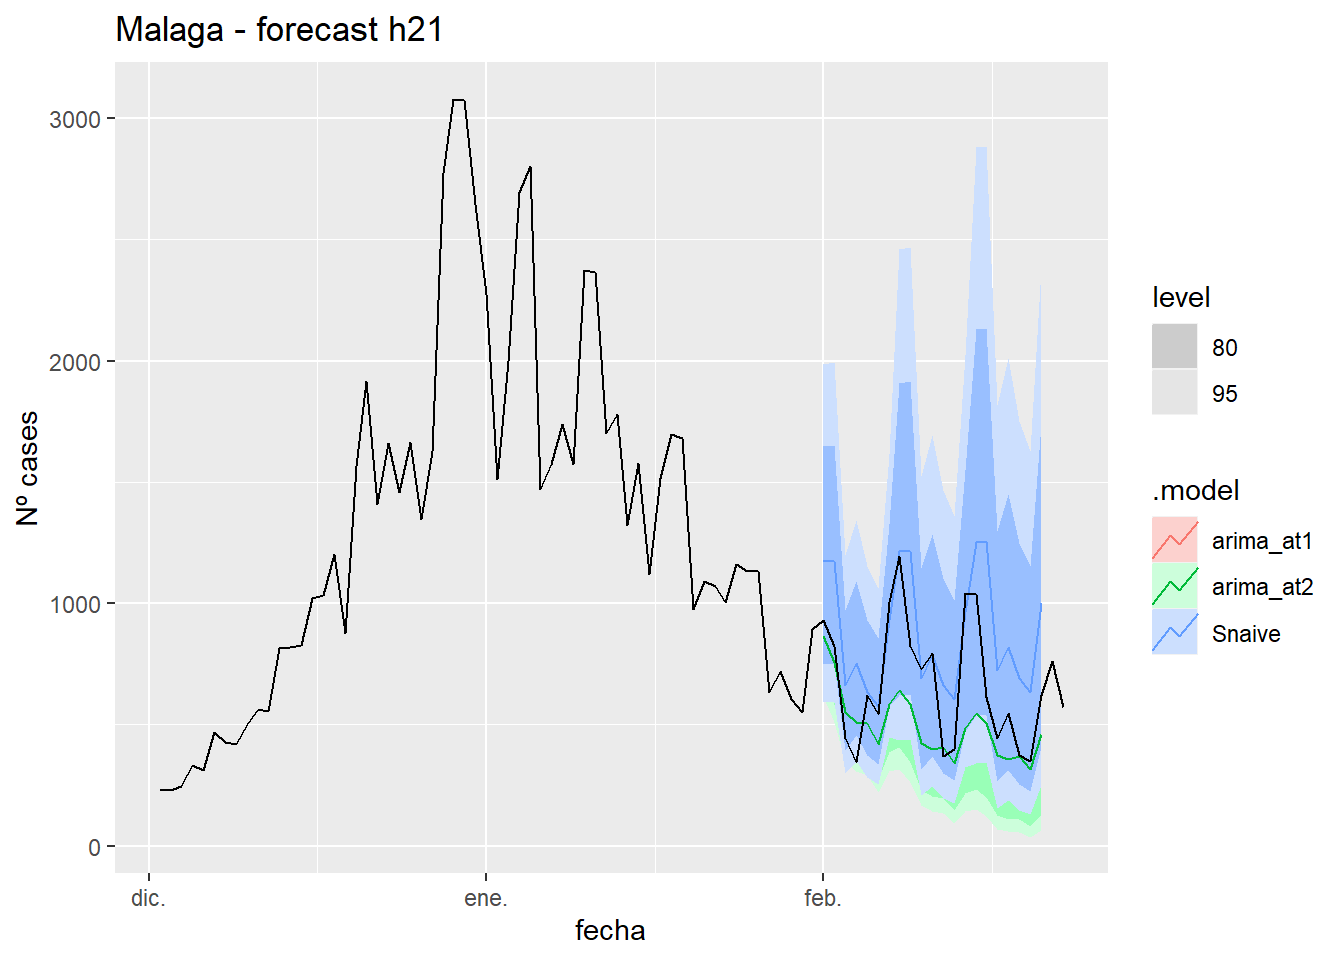 Malaga - forecast h21
Nº cases
3000
2000
1000
0
dic.
ene.
feb.
fecha
level
80
95
.model
arima_at1
arima_at2
Snaive